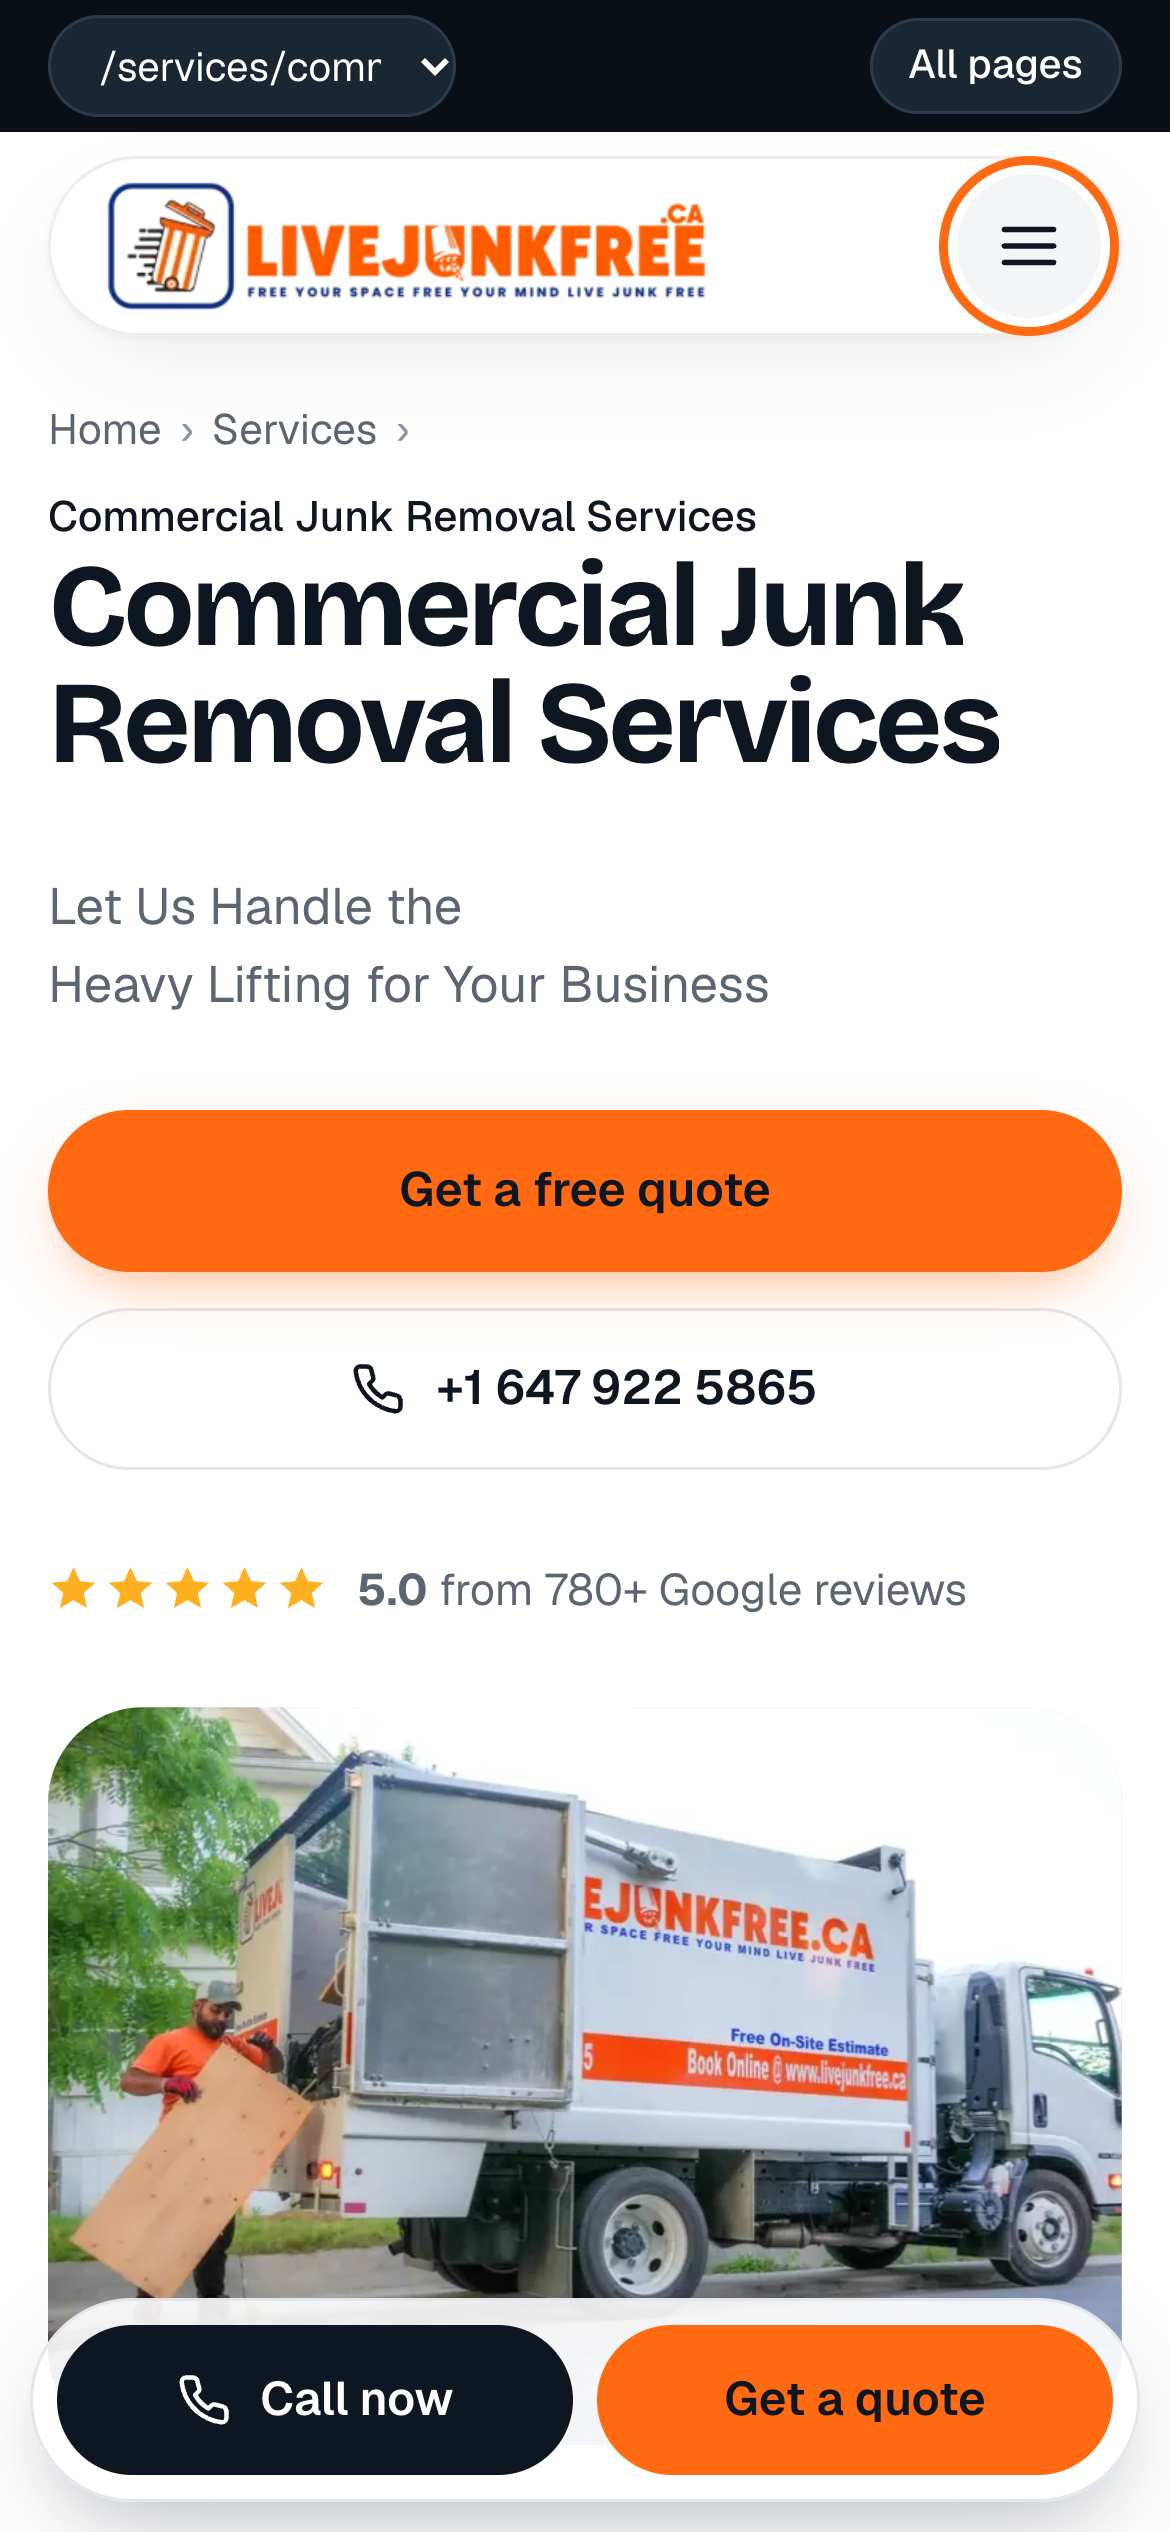 /services/comr
All pages
.CA
LIVEJUNKFREE
FREE YOUR SPACE FREE YOUR MIND LIVE JUNK FREE
Home › Services ›
Commercial Junk Removal Services
Commercial Junk
Removal Services
Let Us Handle the
Heavy Lifting for Your Business
Get a free quote
+1 647 922 5865
5.0 from 780+ Google reviews
LIVEJ
EJUNKFREE.CA
R SPACE FREE YOUR MIND LIVE JUNK FREE
Free On-Site Estimate
5 Book Online @ www.livejunkfree.ca
Call now
Get a quote